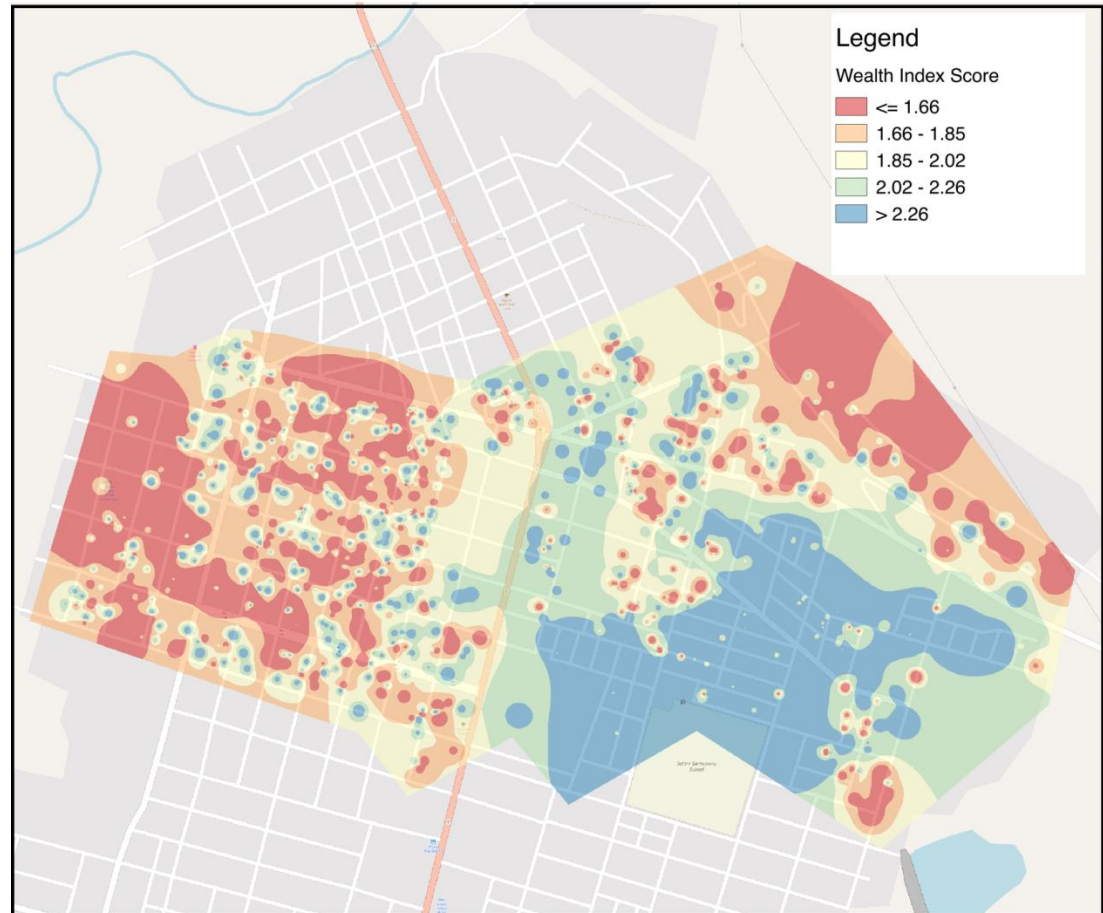 Legend
Wealth Index Score
<= 1.66
1.66 - 1.85
1.85 - 2.02
2.02 - 2.26
> 2.26